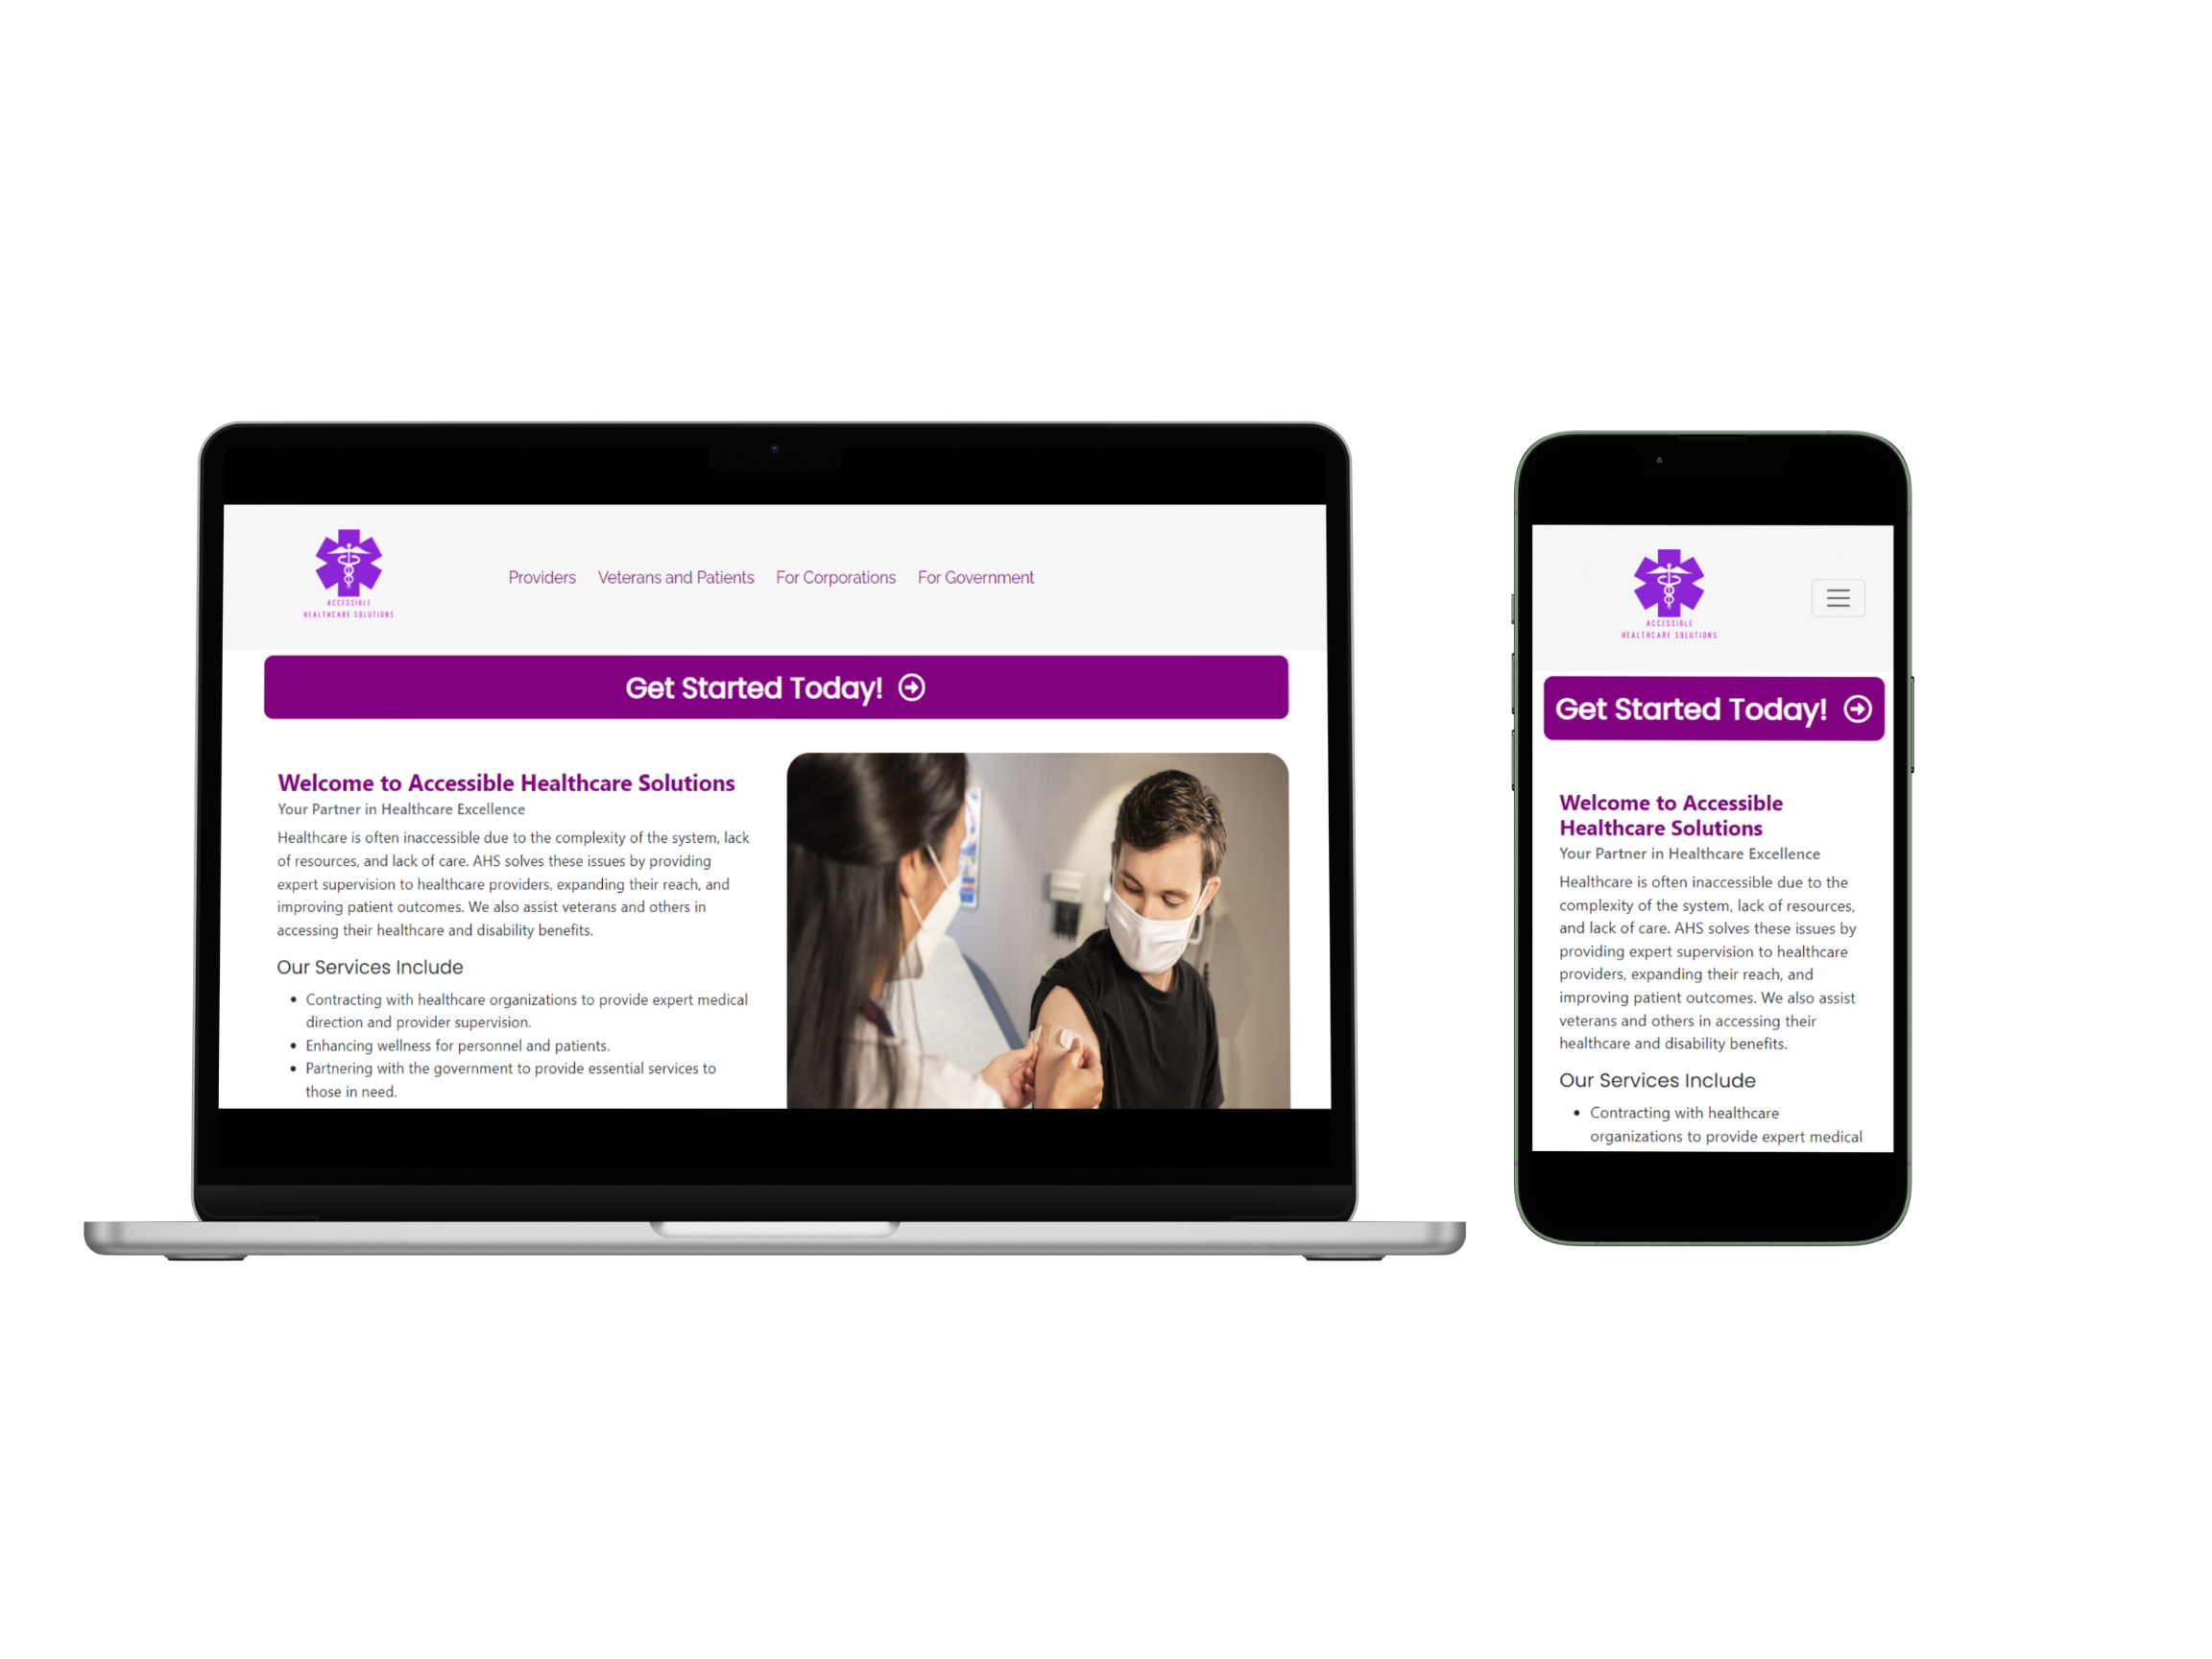 ACCESSIBLE
HEALTHCARE SOLUTIONS
Providers Veterans and Patients For Corporations For Government
Get Started Today!
Welcome to Accessible Healthcare Solutions
Your Partner in Healthcare Excellence
Healthcare is often inaccessible due to the complexity of the system, lack
of resources, and lack of care. AHS solves these issues by providing
expert supervision to healthcare providers, expanding their reach, and
improving patient outcomes. We also assist veterans and others in
accessing their healthcare and disability benefits.
Our Services Include
• Contracting with healthcare organizations to provide expert medical
direction and provider supervision.
• Enhancing wellness for personnel and patients.
• Partnering with the government to provide essential services to
those in need.
ACCESSIBLE
HEALTHCARE SOLUTIONS
Get Started Today!
Welcome to Accessible
Healthcare Solutions
Your Partner in Healthcare Excellence
Healthcare is often inaccessible due to the
complexity of the system, lack of resources,
and lack of care. AHS solves these issues by
providing expert supervision to healthcare
providers, expanding their reach, and
improving patient outcomes. We also assist
veterans and others in accessing their
healthcare and disability benefits.
Our Services Include
• Contracting with healthcare
organizations to provide expert medical